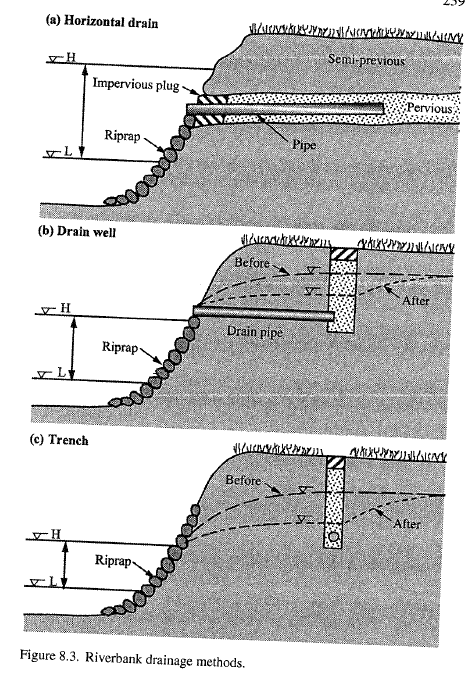 239
(a) Horizontal drain
H
Semi-previous
Impervious plug
Pervious
Riprap
Pipe
L
(b) Drain well
Before
After
H
Drain pipe
Riprap
L
(c) Trench
Before
After
H
Riprap
L
Figure 8.3. Riverbank drainage methods.